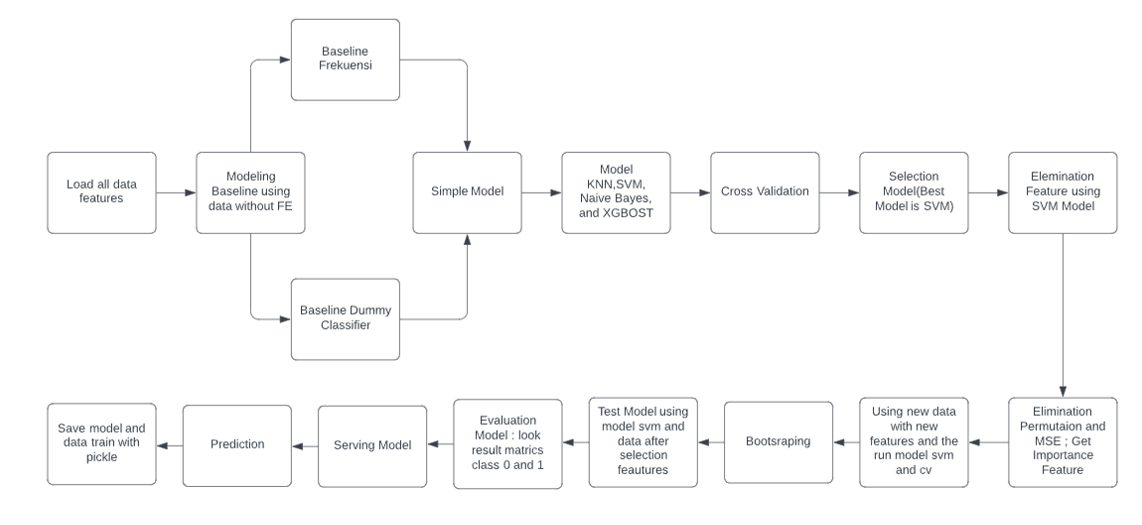 Baseline
Frekuensi
Load all data
features
Modeling
Baseline using
data without FE
Baseline Dummy
Classifier
Simple Model
Model
KNN,SVM,
Naive Bayes,
and XGBOST
Cross Validation
Selection
Model(Best
Model is SVM)
Elemination
Feature using
SVM Model
Elimination
Permutaion and
MSE ; Get
Importance
Feature
Using new data
with new
features and the
run model svm
and cv
Bootsraping
Test Model using
model svm and
data after
selection
feautures
Evaluation
Model : look
result matrics
class 0 and 1
Serving Model
Prediction
Save model and
data train with
pickle